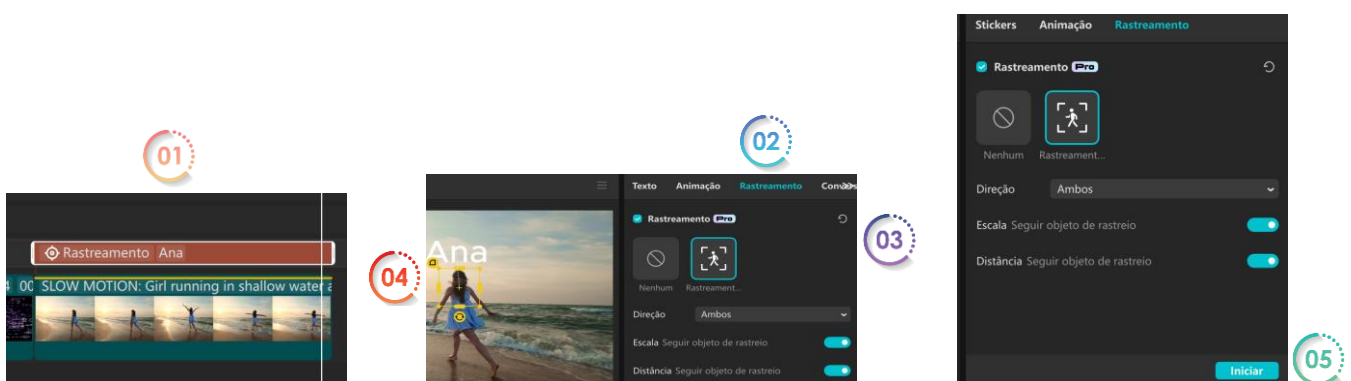 01
Rastreamento Ana
00
SLOW MOTION: Girl running in shallow water a
02
Texto Animação Rastreamento
Rastreamento Pro
Nenhum Rastreament...
Direção Ambos
Escala Seguir objeto de rastreio
Distância Seguir objeto de rastreio
Ana
03
04
Stickers Animação Rastreamento
Rastreamento Pro
Nenhum Rastreament...
Direção Ambos
Escala Seguir objeto de rastreio
Distância Seguir objeto de rastreio
Iniciar
05